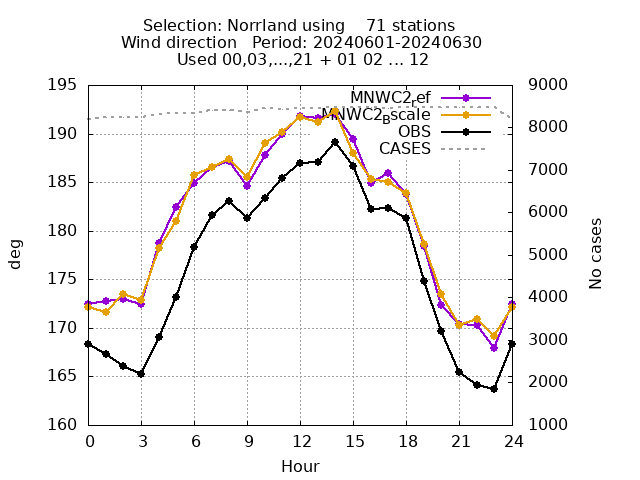 Selection: Norrland using    71 stations
Wind direction   Period: 20240601-20240630
Used 00,03,...,21 + 01 02 ... 12
195
190
185
180
175
170
165
160
deg
9000
8000
7000
6000
5000
4000
3000
2000
1000
No cases
MNWC2ref
MNWC2Bscale
OBS
CASES
0 3 6 9 12 15 18 21 24
Hour